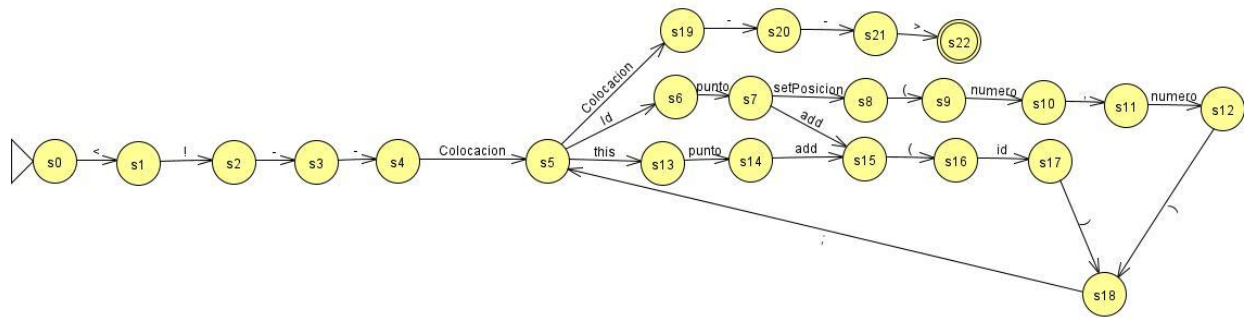 s19 - s20 - s21 > s22
Colocacion
Id s6 punto s7 setPosicion s8 ( s9 numero s10 , s11 numero s12
add
s0 < s1 ! s2 - s3 - s4 Colocacion s5 this s13 punto s14 add s15 ( s16 id s17
)
)
;
s18